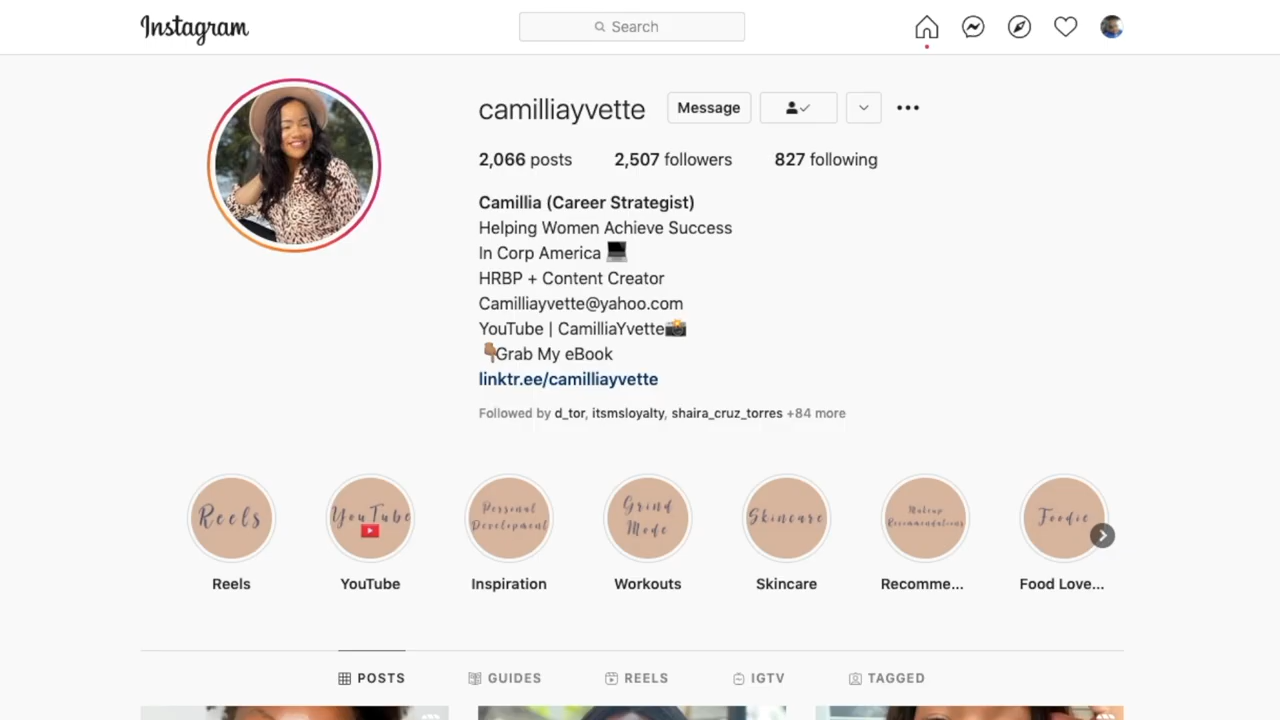 Instagram
Search
camilliayvette
Message
2,066 posts
2,507 followers
827 following
Camillia (Career Strategist)
Helping Women Achieve Success
In Corp America 💻
HRBP + Content Creator
Camilliayvette@yahoo.com
YouTube | CamilliaYvette📸
👇🏽Grab My eBook
linktr.ee/camilliayvette
Followed by d_tor, itsmsloyalty, shaira_cruz_torres +84 more
Reels
YouTube
Personal
Development
Grind
Mode
Skincare
Makeup
Recommendations
Foodie
Reels
YouTube
Inspiration
Workouts
Skincare
Recomme...
Food Love...
POSTS
GUIDES
REELS
IGTV
TAGGED